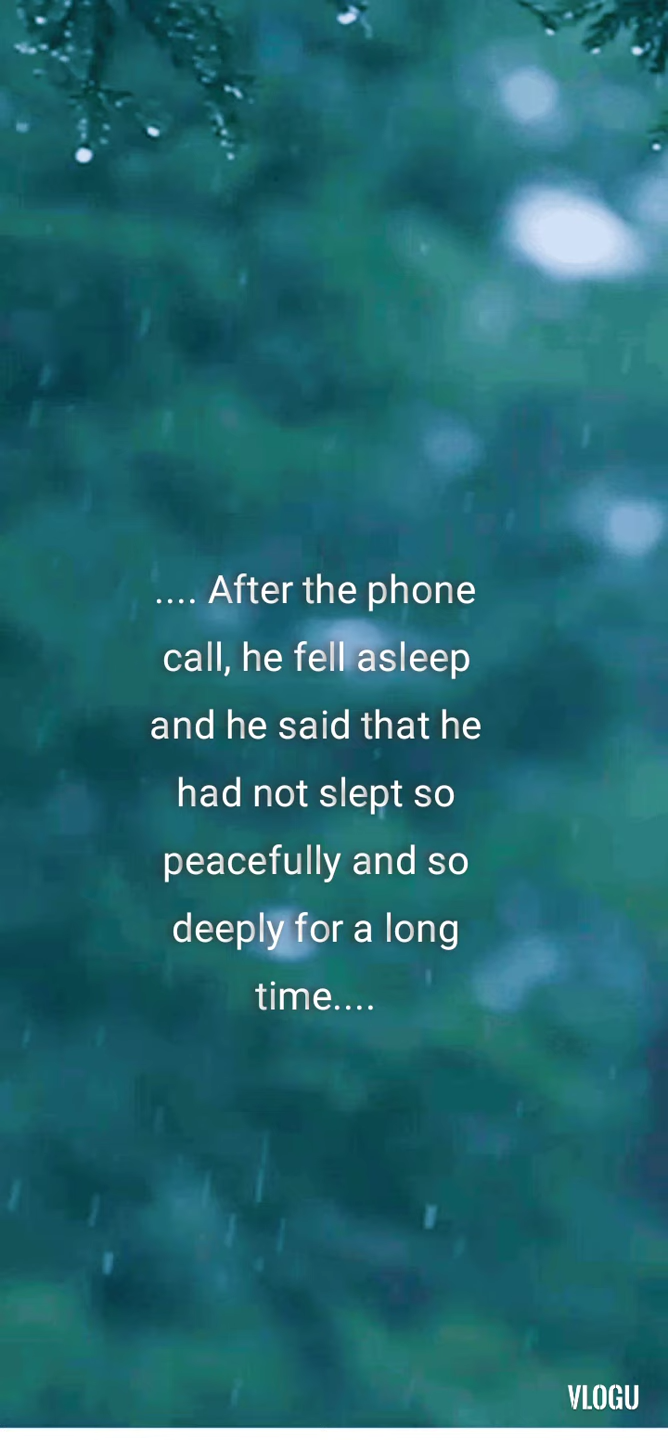 .... After the phone
call, he fell asleep
and he said that he
had not slept so
peacefully and so
deeply for a long
time....
VLOGU